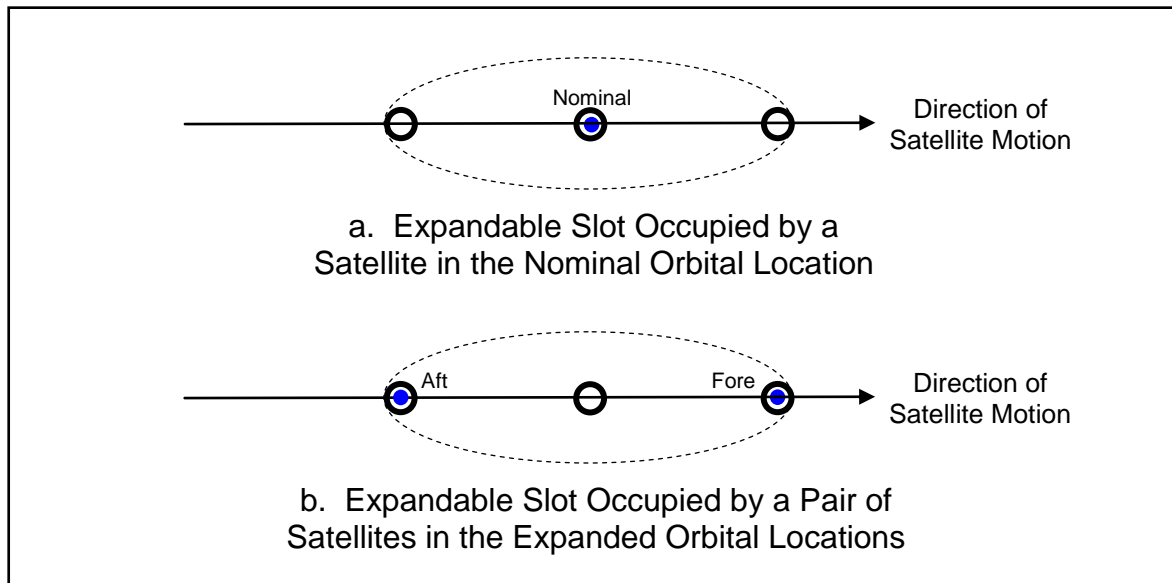 Nominal
Direction of
Satellite Motion
a. Expandable Slot Occupied by a
Satellite in the Nominal Orbital Location
Aft
Fore
Direction of
Satellite Motion
b. Expandable Slot Occupied by a Pair of
Satellites in the Expanded Orbital Locations